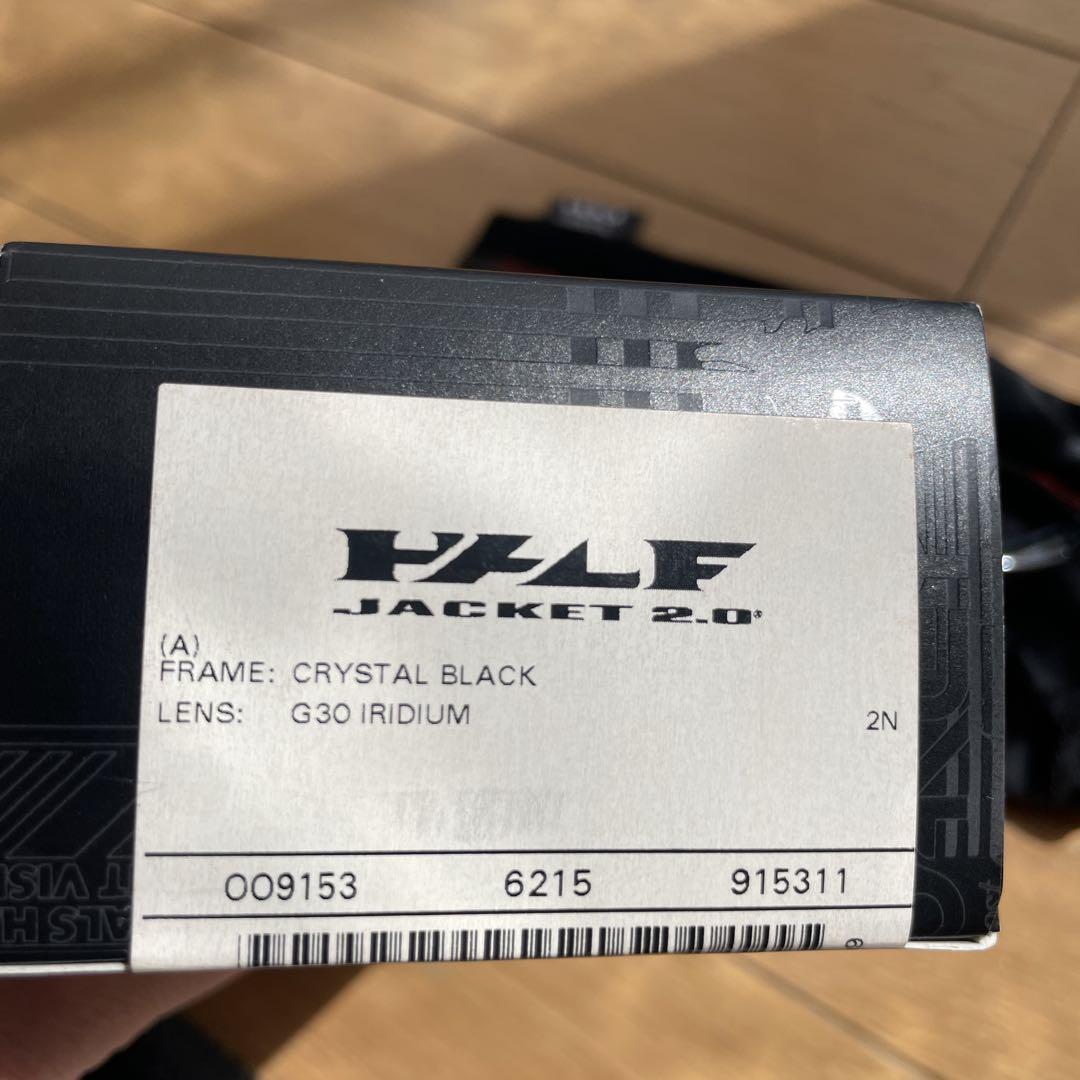 HALF
JACKET 2.0®
(A)
FRAME: CRYSTAL BLACK
LENS: G30 IRIDIUM 2N
OO9153 6215 915311